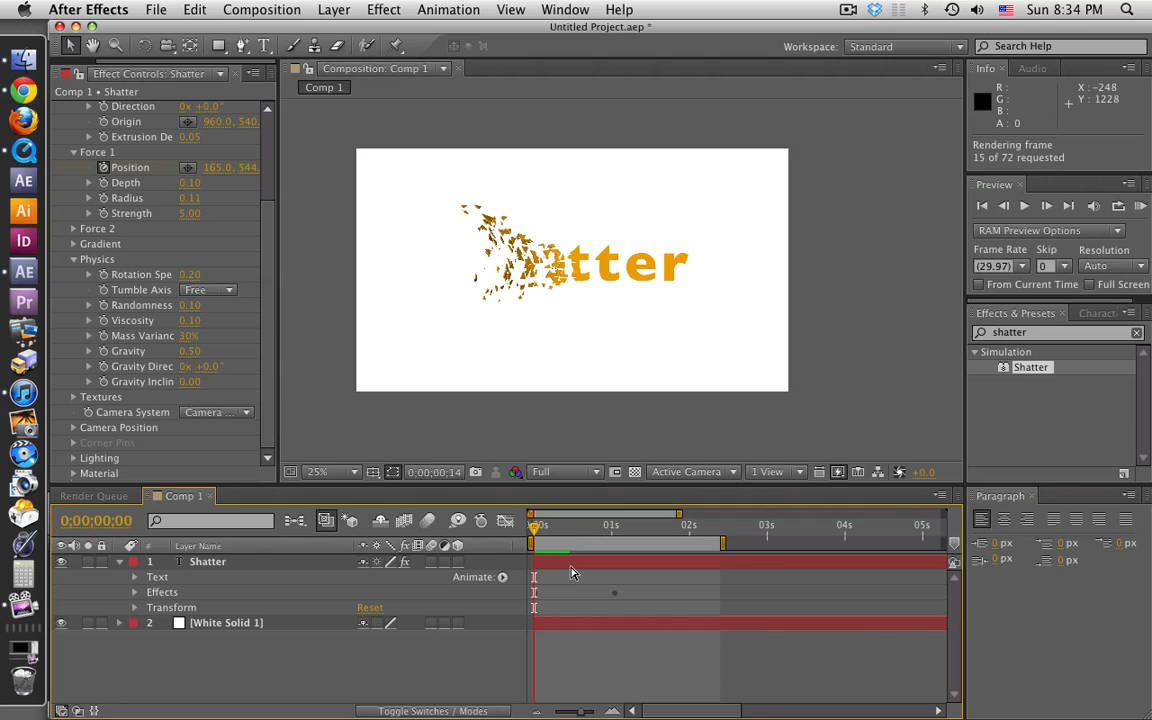 After Effects File Edit Composition Layer Effect Animation View Window Help Sun 8:34 PM
Untitled Project.aep *
Workspace: Standard Search Help
Effect Controls: Shatter
Composition: Comp 1
Info Audio
Comp 1 • Shatter
Comp 1
Direction 0x +0.0°
Origin 960.0, 540.
Extrusion De 0.05
Force 1
Position 165.0, 544.
Depth 0.10
Radius 0.11
Strength 5.00
Force 2
Gradient
Physics
Rotation Spe 0.20
Tumble Axis Free
Randomness 0.10
Viscosity 0.10
Mass Varianc 30%
Gravity 0.50
Gravity Direc 0x +0.0°
Gravity Inclin 0.00
Textures
Camera System Camera ...
Camera Position
Corner Pins
Lighting
Material
atter
25% 0;00;00;14 Full Active Camera 1 View +0.0
R: X: -248
G: Y: 1228
B:
A: 0
Rendering frame
15 of 72 requested
Preview
RAM Preview Options
Frame Rate Skip Resolution
(29.97) 0 Auto
From Current Time Full Screen
Effects & Presets Charact
shatter
Simulation
Shatter
Render Queue Comp 1
0;00;00;00
# Layer Name
01s 02s 03s 04s 05s
1 T Shatter
Text Animate:
Effects
Transform Reset
2 [White Solid 1]
Toggle Switches / Modes
Paragraph
0 px 0 px 0 px
0 px 0 px
AE
Ai
Id
AE
Pr